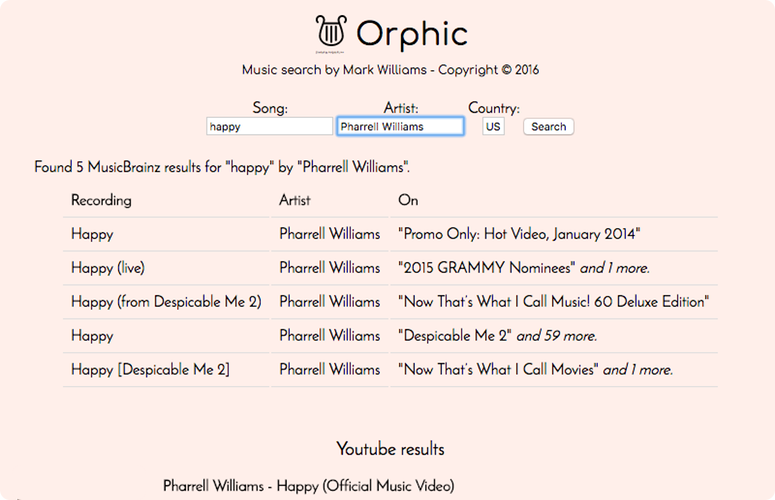 Orphic
Music search by Mark Williams - Copyright © 2016
Song: Artist: Country:
happy Pharrell Williams US Search
Found 5 MusicBrainz results for "happy" by "Pharrell Williams".
Recording Artist On
Happy Pharrell Williams "Promo Only: Hot Video, January 2014"
Happy (live) Pharrell Williams "2015 GRAMMY Nominees" and 1 more.
Happy (from Despicable Me 2) Pharrell Williams "Now That's What I Call Music! 60 Deluxe Edition"
Happy Pharrell Williams "Despicable Me 2" and 59 more.
Happy [Despicable Me 2] Pharrell Williams "Now That's What I Call Movies" and 1 more.
Youtube results
Pharrell Williams - Happy (Official Music Video)